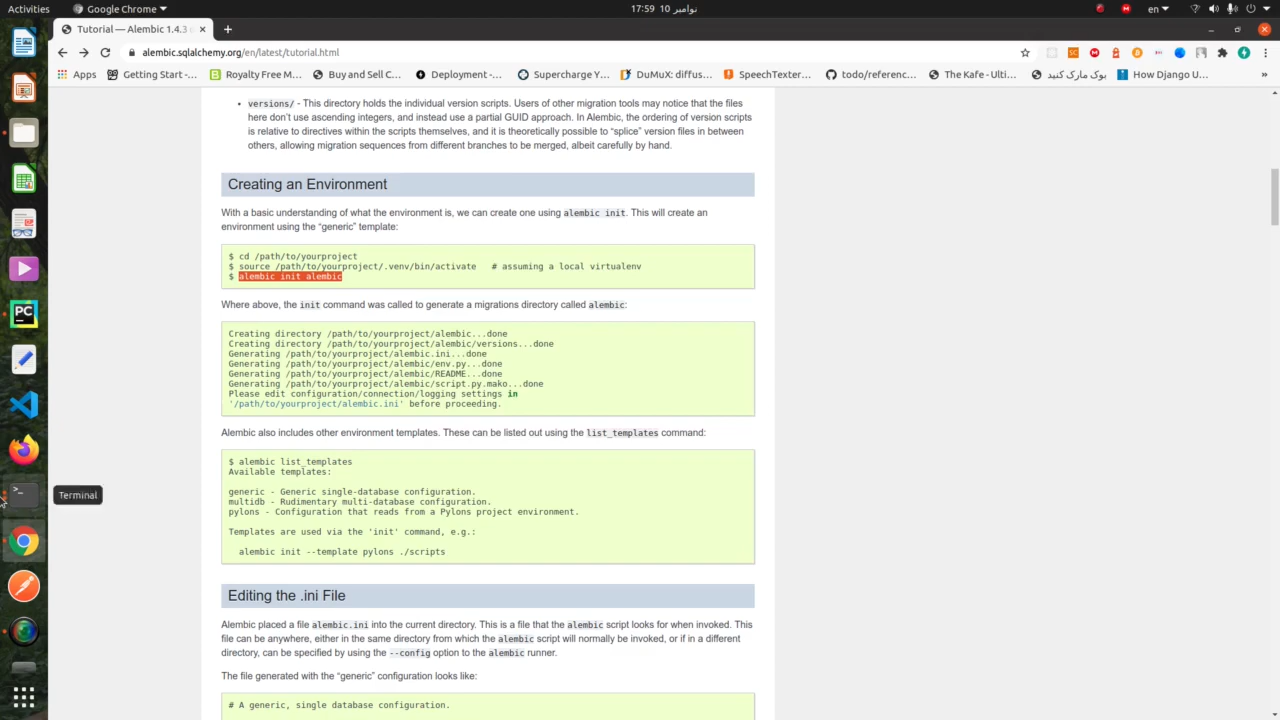 Activities
Google Chrome
17:59 10 نوامبر
en
Tutorial — Alembic 1.4.3
alembic.sqlalchemy.org/en/latest/tutorial.html
Apps
Getting Start -...
Royalty Free M...
Buy and Sell C...
Deployment -...
Supercharge Y...
DuMuX: diffus...
SpeechTexter...
todo/referenc...
The Kafe - Ulti...
بوک مارک کنید
How Django U...
»
• versions/ - This directory holds the individual version scripts. Users of other migration tools may notice that the files
here don't use ascending integers, and instead use a partial GUID approach. In Alembic, the ordering of version scripts
is relative to directives within the scripts themselves, and it is theoretically possible to “splice” version files in between
others, allowing migration sequences from different branches to be merged, albeit carefully by hand.
Creating an Environment
With a basic understanding of what the environment is, we can create one using alembic init. This will create an
environment using the “generic” template:
$ cd /path/to/yourproject
$ source /path/to/yourproject/.venv/bin/activate   # assuming a local virtualenv
$ alembic init alembic
Where above, the init command was called to generate a migrations directory called alembic:
Creating directory /path/to/yourproject/alembic...done
Creating directory /path/to/yourproject/alembic/versions...done
Generating /path/to/yourproject/alembic.ini...done
Generating /path/to/yourproject/alembic/env.py...done
Generating /path/to/yourproject/alembic/README...done
Generating /path/to/yourproject/alembic/script.py.mako...done
Please edit configuration/connection/logging settings in
'/path/to/yourproject/alembic.ini' before proceeding.
Alembic also includes other environment templates. These can be listed out using the list_templates command:
$ alembic list_templates
Available templates:
generic - Generic single-database configuration.
multidb - Rudimentary multi-database configuration.
pylons - Configuration that reads from a Pylons project environment.
Templates are used via the 'init' command, e.g.:
alembic init --template pylons ./scripts
Terminal
Editing the .ini File
Alembic placed a file alembic.ini into the current directory. This is a file that the alembic script looks for when invoked. This
file can be anywhere, either in the same directory from which the alembic script will normally be invoked, or if in a different
directory, can be specified by using the --config option to the alembic runner.
The file generated with the “generic” configuration looks like:
# A generic, single database configuration.
PC
>_